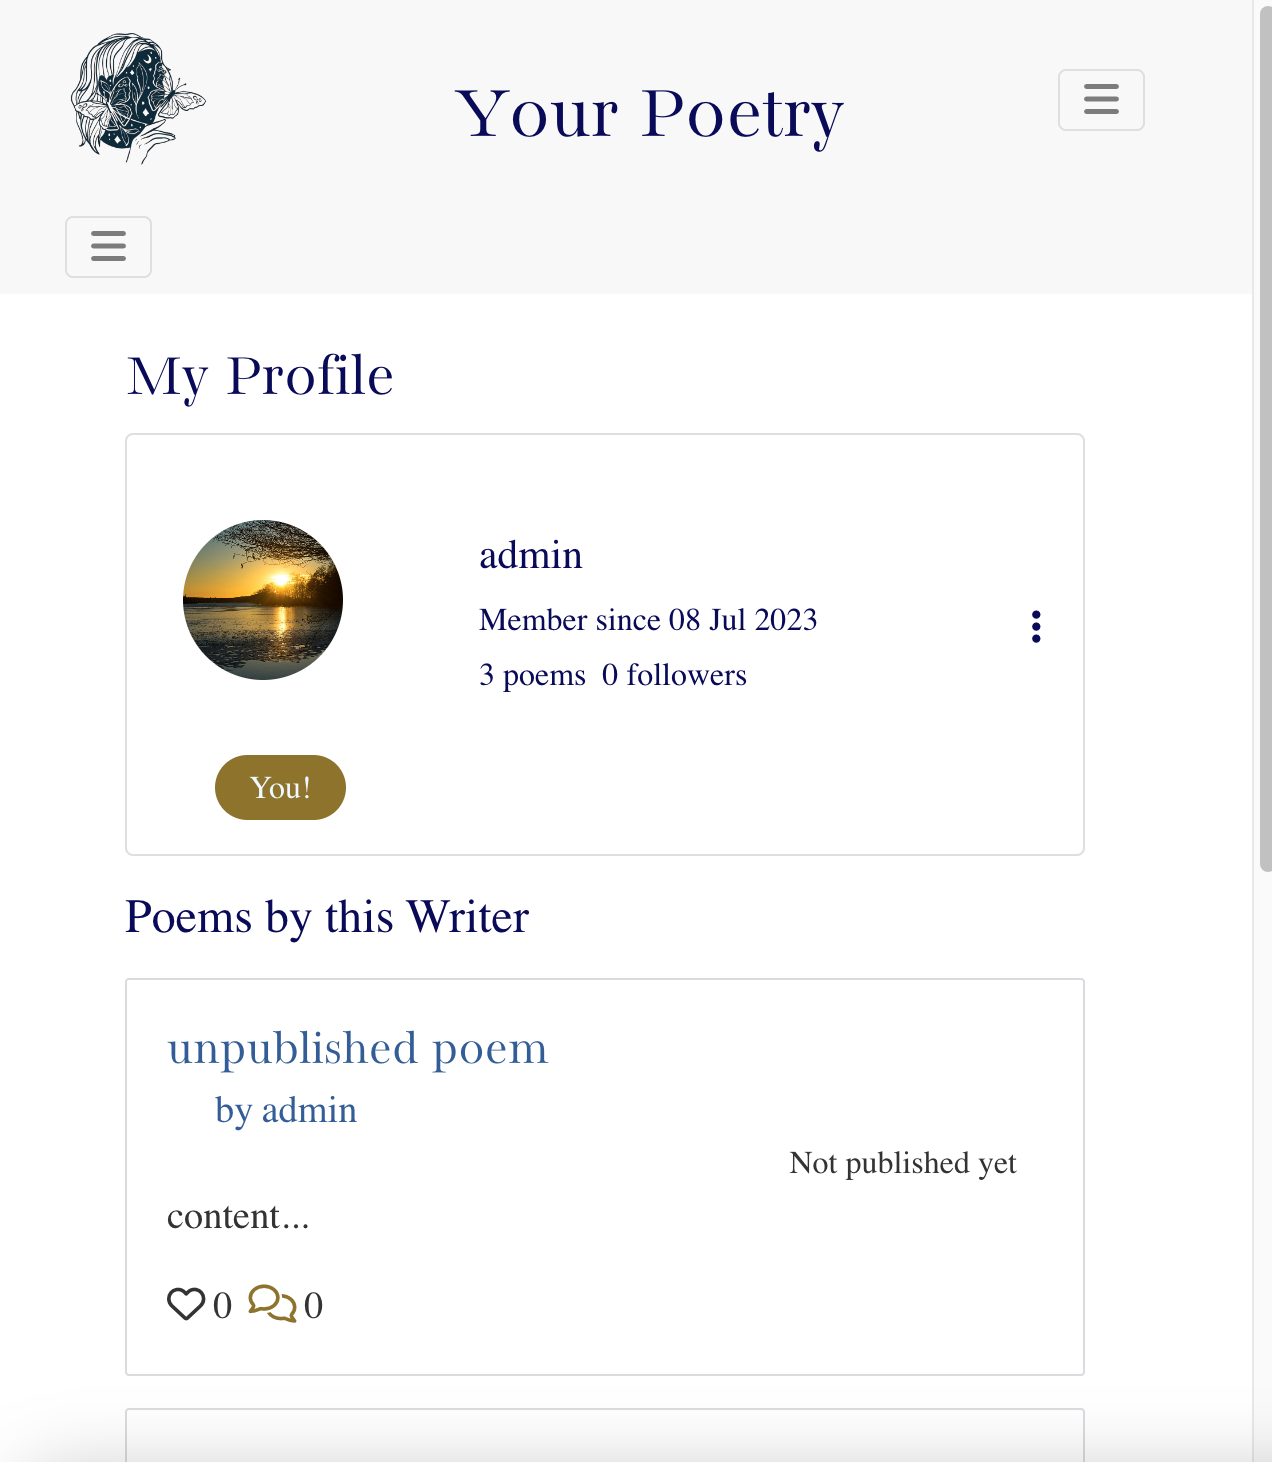 Your Poetry
My Profile
admin
Member since 08 Jul 2023
3 poems 0 followers
You!
Poems by this Writer
unpublished poem
by admin
Not published yet
content...
0 0